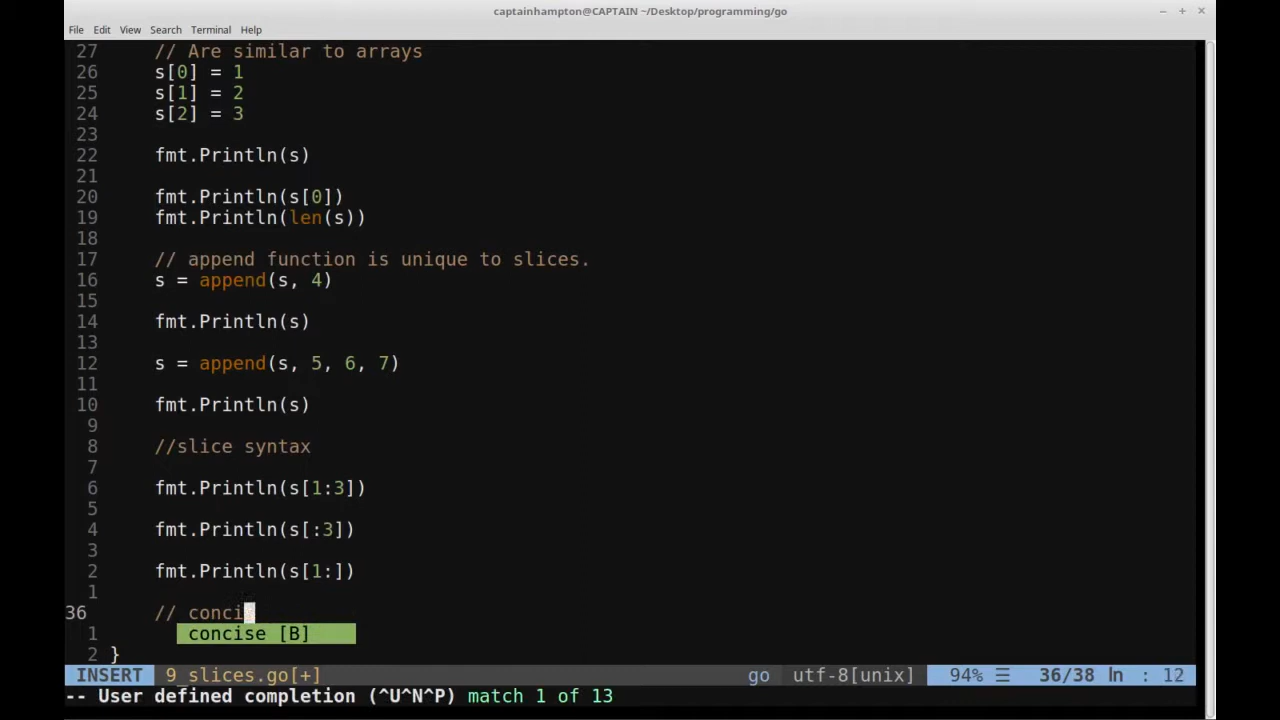 captainhampton@CAPTAIN ~/Desktop/programming/go
File Edit View Search Terminal Help
27 // Are similar to arrays
26 s[0] = 1
25 s[1] = 2
24 s[2] = 3
23
22 fmt.Println(s)
21
20 fmt.Println(s[0])
19 fmt.Println(len(s))
18
17 // append function is unique to slices.
16 s = append(s, 4)
15
14 fmt.Println(s)
13
12 s = append(s, 5, 6, 7)
11
10 fmt.Println(s)
9
8 //slice syntax
7
6 fmt.Println(s[1:3])
5
4 fmt.Println(s[:3])
3
2 fmt.Println(s[1:])
1
36 // conci
1 concise [B]
2 }
INSERT 9_slices.go[+] go utf-8[unix] 94% ☰ 36/38 ㏑ : 12
-- User defined completion (^U^N^P) match 1 of 13